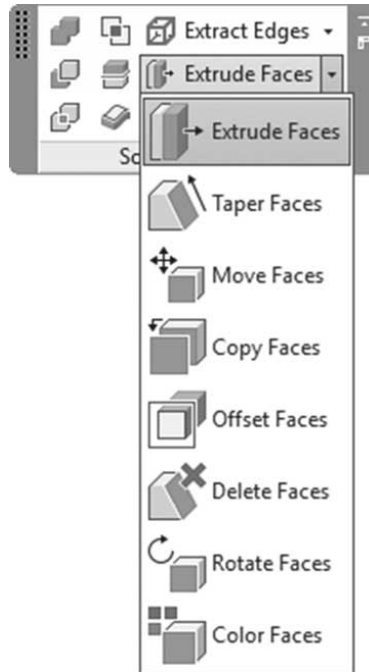 Extract Edges
Extrude Faces
Extrude Faces
Taper Faces
Move Faces
Copy Faces
Offset Faces
Delete Faces
Rotate Faces
Color Faces